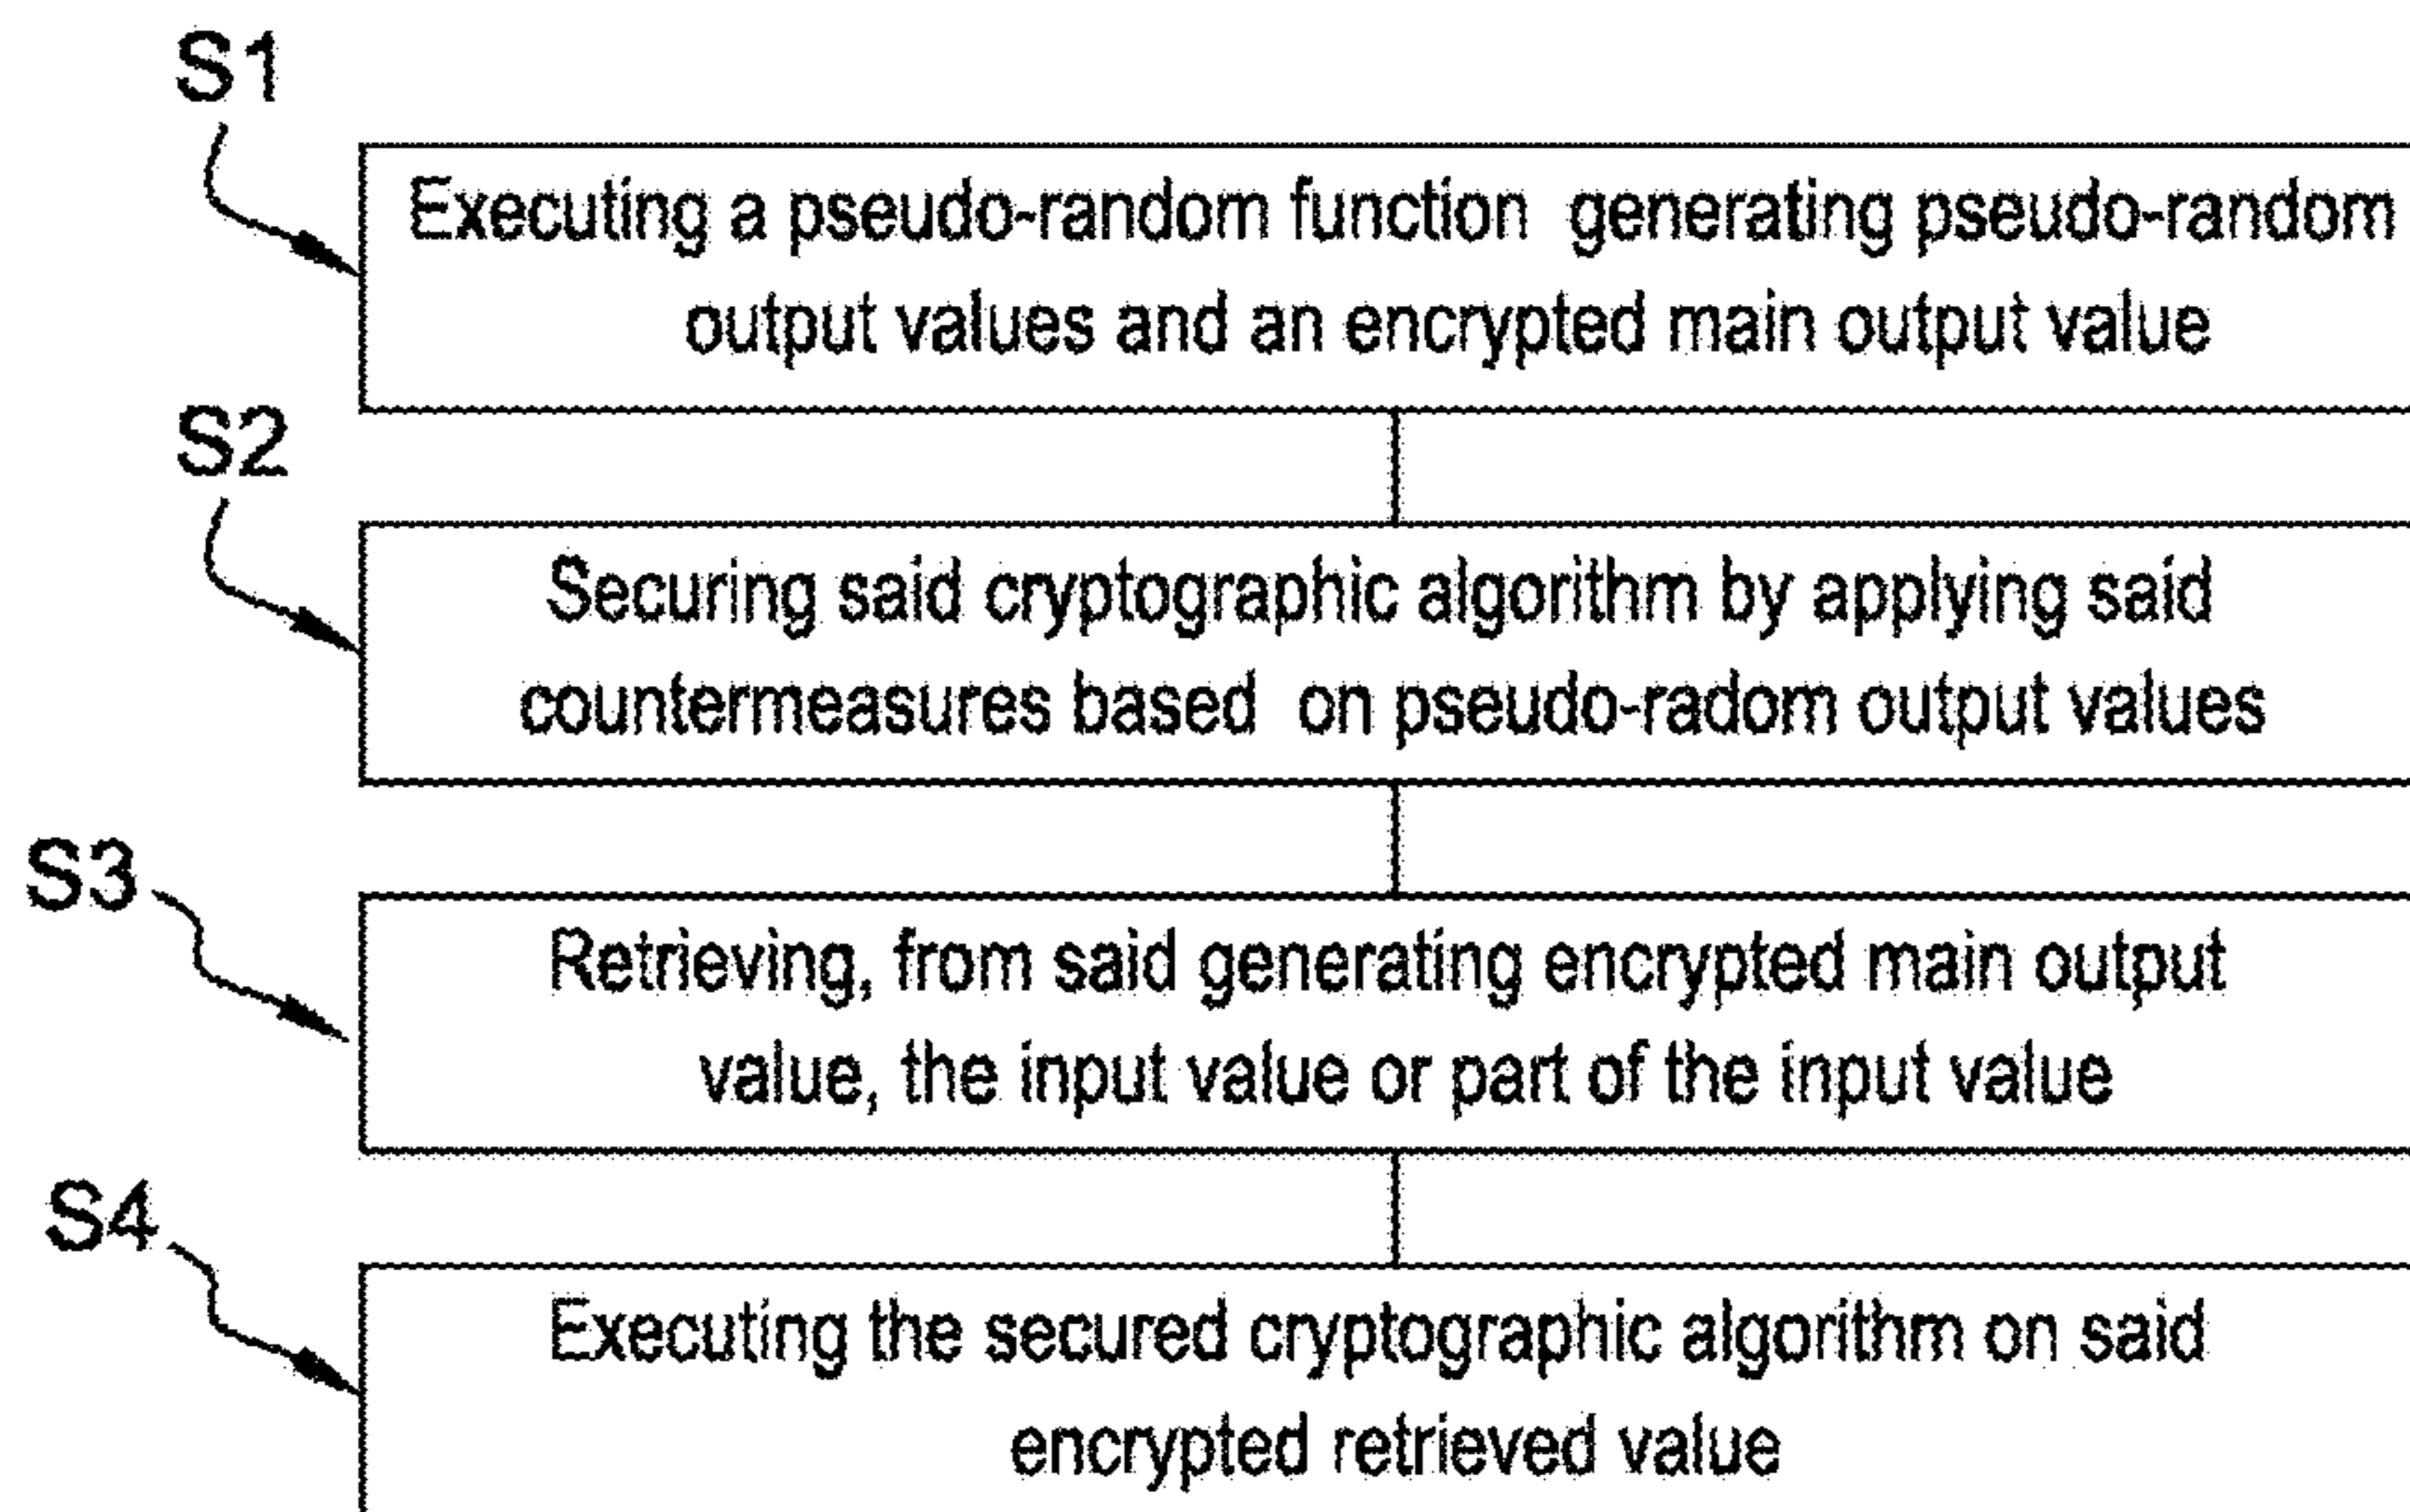 S1
Executing a pseudo-random function generating pseudo-random
output values and an encrypted main output value
S2
Securing said cryptographic algorithm by applying said
countermeasures based on pseudo-radom output values
S3
Retrieving, from said generating encrypted main output
value, the input value or part of the input value
S4
Executing the secured cryptographic algorithm on said
encrypted retrieved value